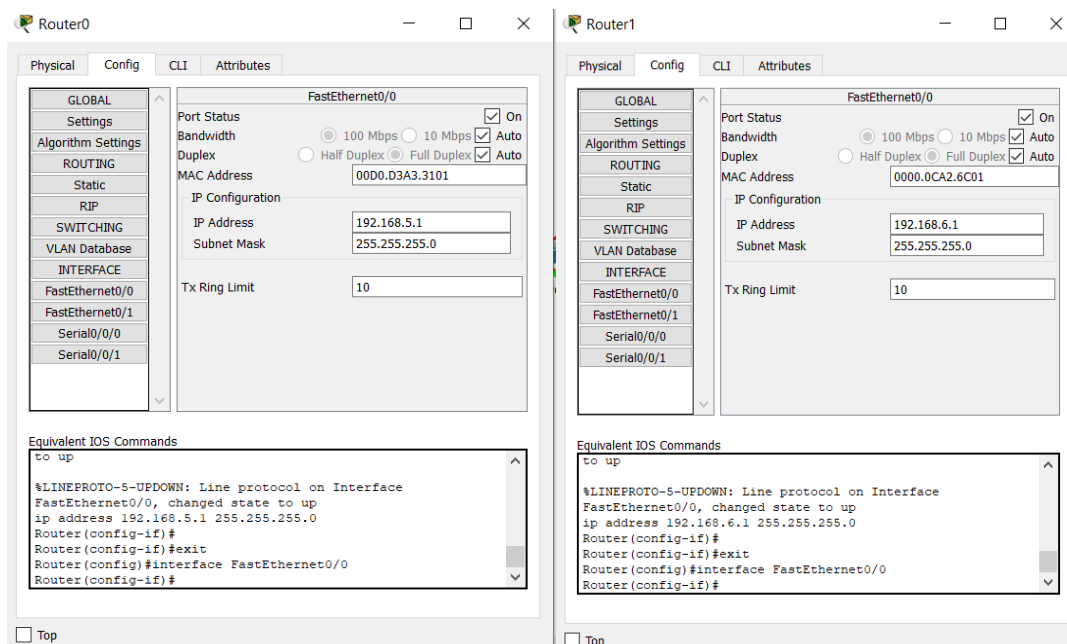 Router0
Physical Config CLI Attributes
GLOBAL
Settings
Algorithm Settings
ROUTING
Static
RIP
SWITCHING
VLAN Database
INTERFACE
FastEthernet0/0
FastEthernet0/1
Serial0/0/0
Serial0/0/1
FastEthernet0/0
Port Status On
Bandwidth 100 Mbps 10 Mbps Auto
Duplex Half Duplex Full Duplex Auto
MAC Address 00D0.D3A3.3101
IP Configuration
IP Address 192.168.5.1
Subnet Mask 255.255.255.0
Tx Ring Limit 10
Equivalent IOS Commands
to up
%LINEPROTO-5-UPDOWN: Line protocol on Interface
FastEthernet0/0, changed state to up
ip address 192.168.5.1 255.255.255.0
Router(config-if)#
Router(config-if)#exit
Router(config)#interface FastEthernet0/0
Router(config-if)#
Top
Router1
Physical Config CLI Attributes
GLOBAL
Settings
Algorithm Settings
ROUTING
Static
RIP
SWITCHING
VLAN Database
INTERFACE
FastEthernet0/0
FastEthernet0/1
Serial0/0/0
Serial0/0/1
FastEthernet0/0
Port Status On
Bandwidth 100 Mbps 10 Mbps Auto
Duplex Half Duplex Full Duplex Auto
MAC Address 0000.0CA2.6C01
IP Configuration
IP Address 192.168.6.1
Subnet Mask 255.255.255.0
Tx Ring Limit 10
Equivalent IOS Commands
to up
%LINEPROTO-5-UPDOWN: Line protocol on Interface
FastEthernet0/0, changed state to up
ip address 192.168.6.1 255.255.255.0
Router(config-if)#
Router(config-if)#exit
Router(config)#interface FastEthernet0/0
Router(config-if)#
Top